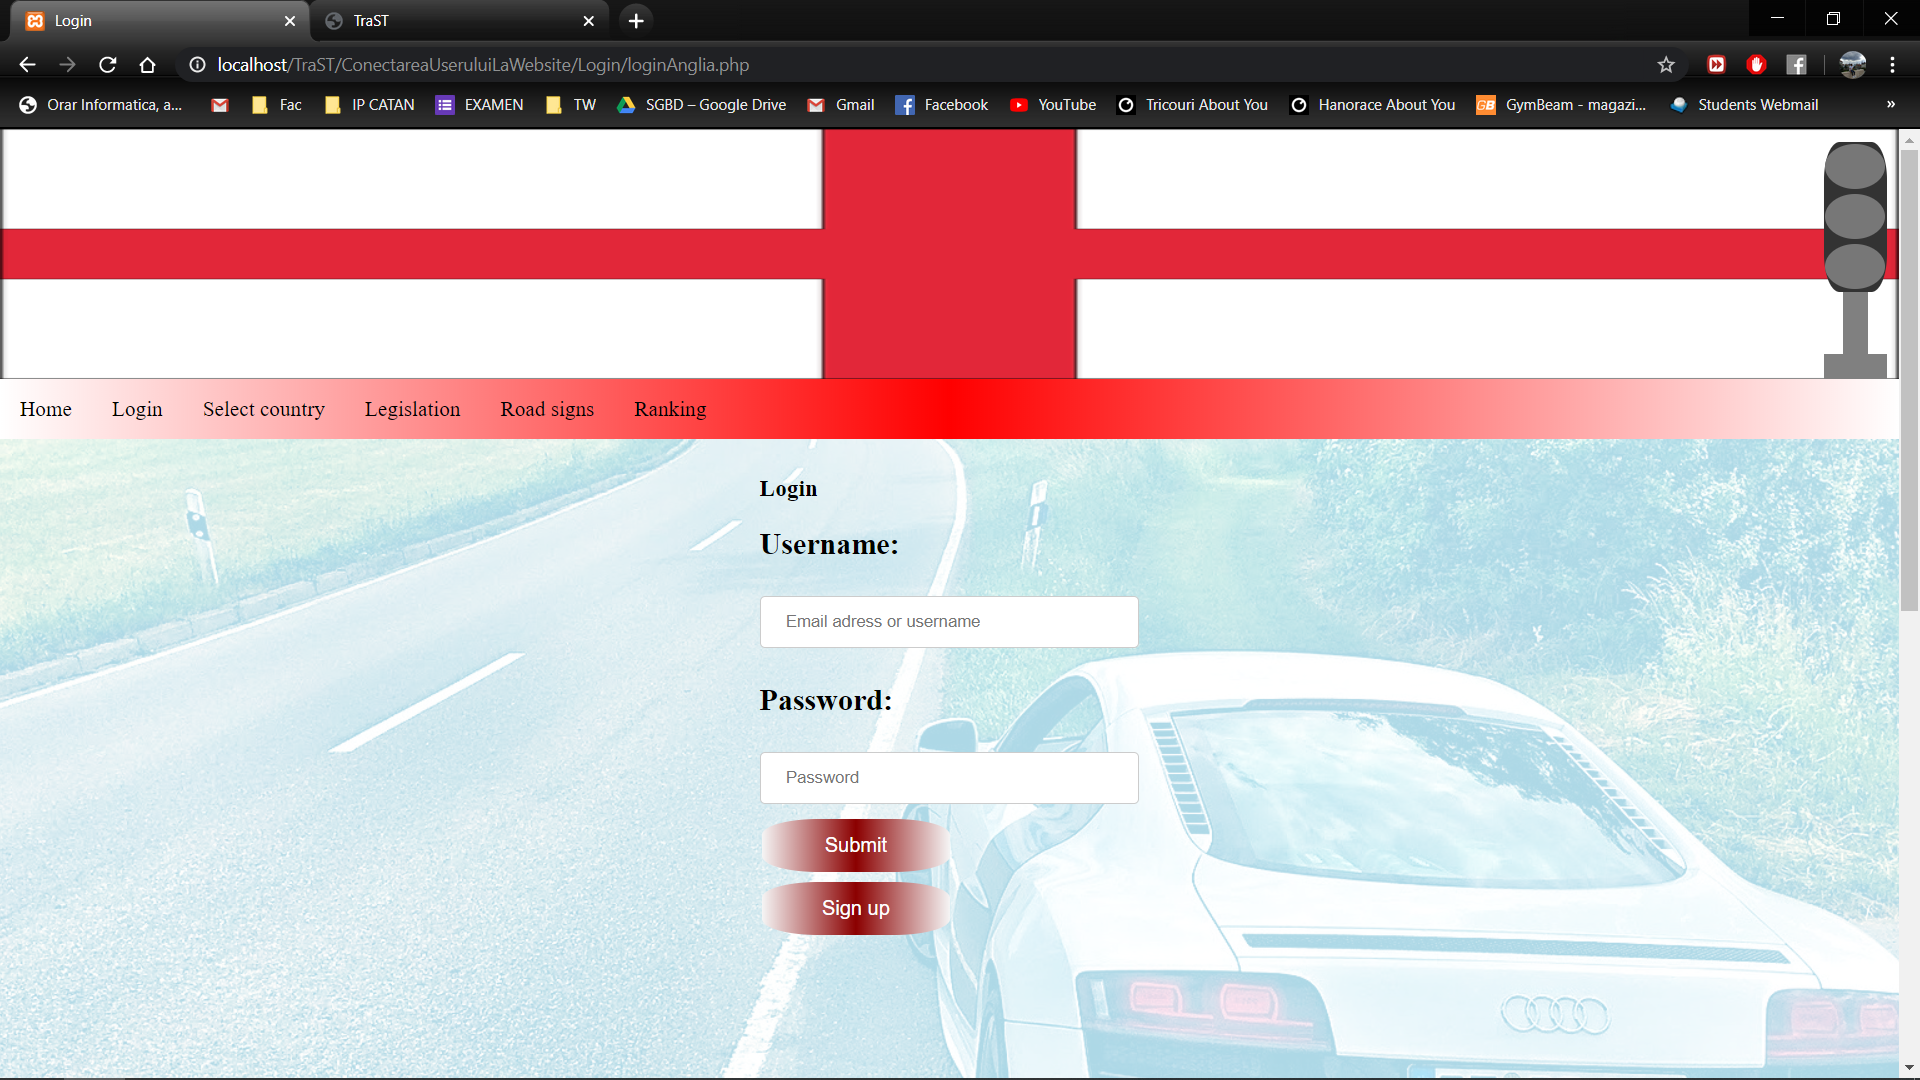 Login
TraST
localhost/TraST/ConectareaUseruluiLaWebsite/Login/loginAnglia.php
Orar Informatica, a... Fac IP CATAN EXAMEN TW SGBD – Google Drive Gmail Facebook YouTube Tricouri About You Hanorace About You GB GymBeam - magazi... Students Webmail »
Home Login Select country Legislation Road signs Ranking
Login
Username:
Email adress or username
Password:
Password
Submit
Sign up